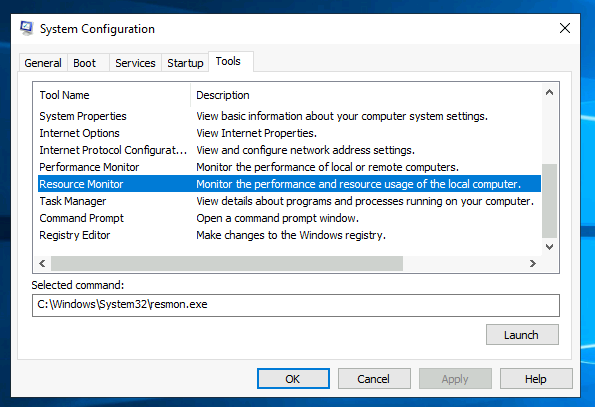 System Configuration
General Boot Services Startup Tools
Tool Name Description
System Properties View basic information about your computer system settings.
Internet Options View Internet Properties.
Internet Protocol Configurat... View and configure network address settings.
Performance Monitor Monitor the performance of local or remote computers.
Resource Monitor Monitor the performance and resource usage of the local computer.
Task Manager View details about programs and processes running on your computer.
Command Prompt Open a command prompt window.
Registry Editor Make changes to the Windows registry.
Selected command:
C:\Windows\System32\resmon.exe
Launch
OK Cancel Apply Help